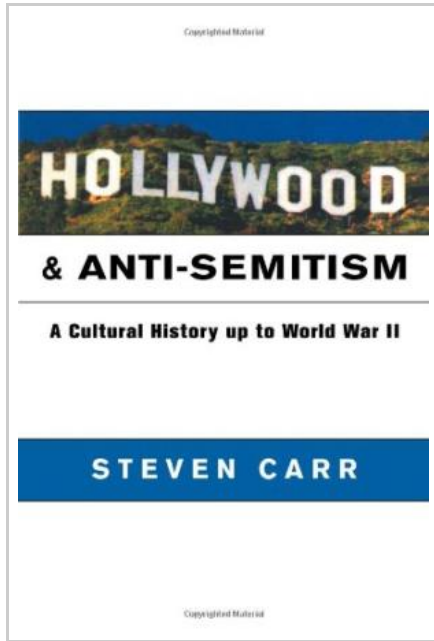 Copyrighted Material
HOLLYWOOD
& ANTI-SEMITISM
A Cultural History up to World War II
STEVEN CARR
Copyrighted Material